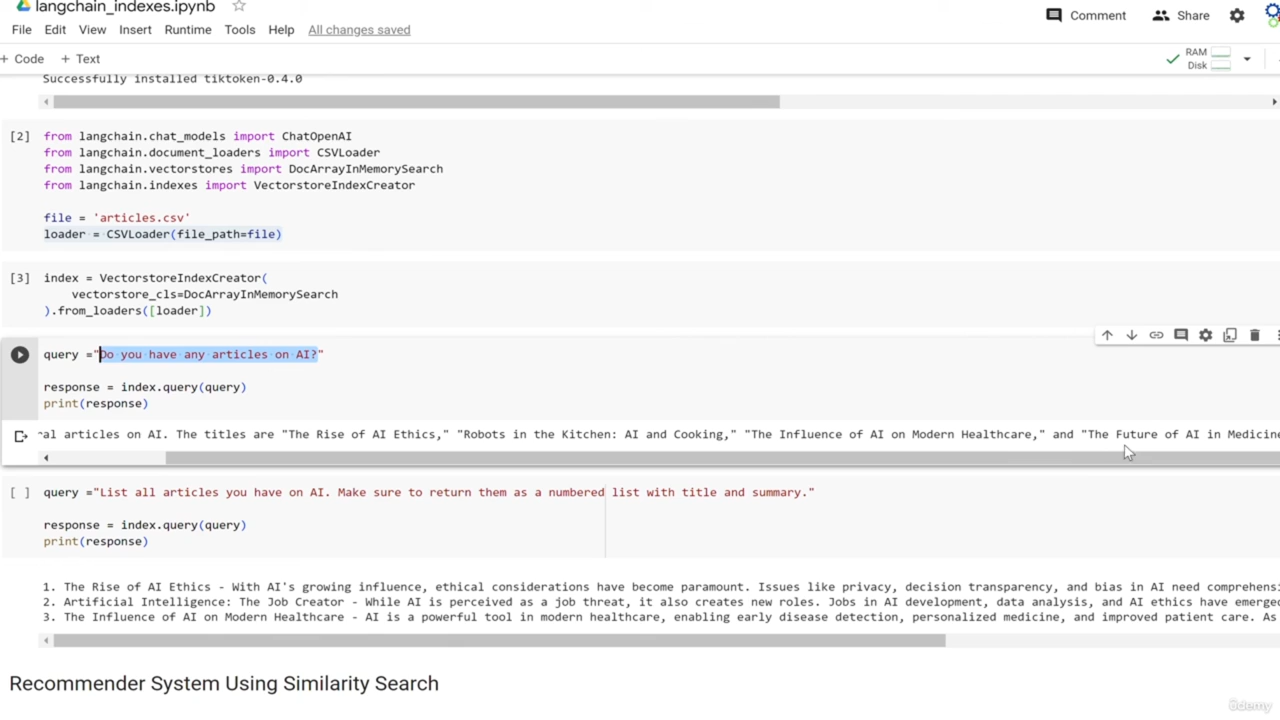 langchain_indexes.ipynb
Comment
Share
File Edit View Insert Runtime Tools Help All changes saved
+ Code + Text
RAM
Disk
Successfully installed tiktoken-0.4.0
[2] from langchain.chat_models import ChatOpenAI
from langchain.document_loaders import CSVLoader
from langchain.vectorstores import DocArrayInMemorySearch
from langchain.indexes import VectorstoreIndexCreator
file = 'articles.csv'
loader = CSVLoader(file_path=file)
[3] index = VectorstoreIndexCreator(
vectorstore_cls=DocArrayInMemorySearch
).from_loaders([loader])
query ="Do you have any articles on AI?"
response = index.query(query)
print(response)
al articles on AI. The titles are "The Rise of AI Ethics," "Robots in the Kitchen: AI and Cooking," "The Influence of AI on Modern Healthcare," and "The Future of AI in Medicine
[ ] query ="List all articles you have on AI. Make sure to return them as a numbered list with title and summary."
response = index.query(query)
print(response)
1. The Rise of AI Ethics - With AI's growing influence, ethical considerations have become paramount. Issues like privacy, decision transparency, and bias in AI need comprehensi
2. Artificial Intelligence: The Job Creator - While AI is perceived as a job threat, it also creates new roles. Jobs in AI development, data analysis, and AI ethics have emerged
3. The Influence of AI on Modern Healthcare - AI is a powerful tool in modern healthcare, enabling early disease detection, personalized medicine, and improved patient care. As
Recommender System Using Similarity Search
ûdemy